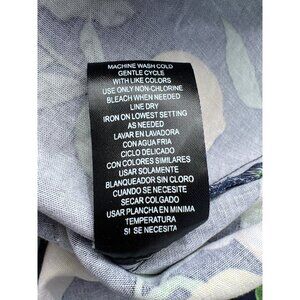 MACHINE WASH COLD
GENTLE CYCLE
WITH LIKE COLORS
USE ONLY NON-CHLORINE
BLEACH WHEN NEEDED
LINE DRY
IRON ON LOWEST SETTING
AS NEEDED
LAVAR EN LAVADORA
CON AGUA FRIA
CICLO DELICADO
CON COLORES SIMILARES
USAR SOLAMENTE
BLANQUEADOR SIN CLORO
CUANDO SE NECESITE
SECAR COLGADO
USAR PLANCHA EN MINIMA
TEMPERATURA
SI SE NECESITA